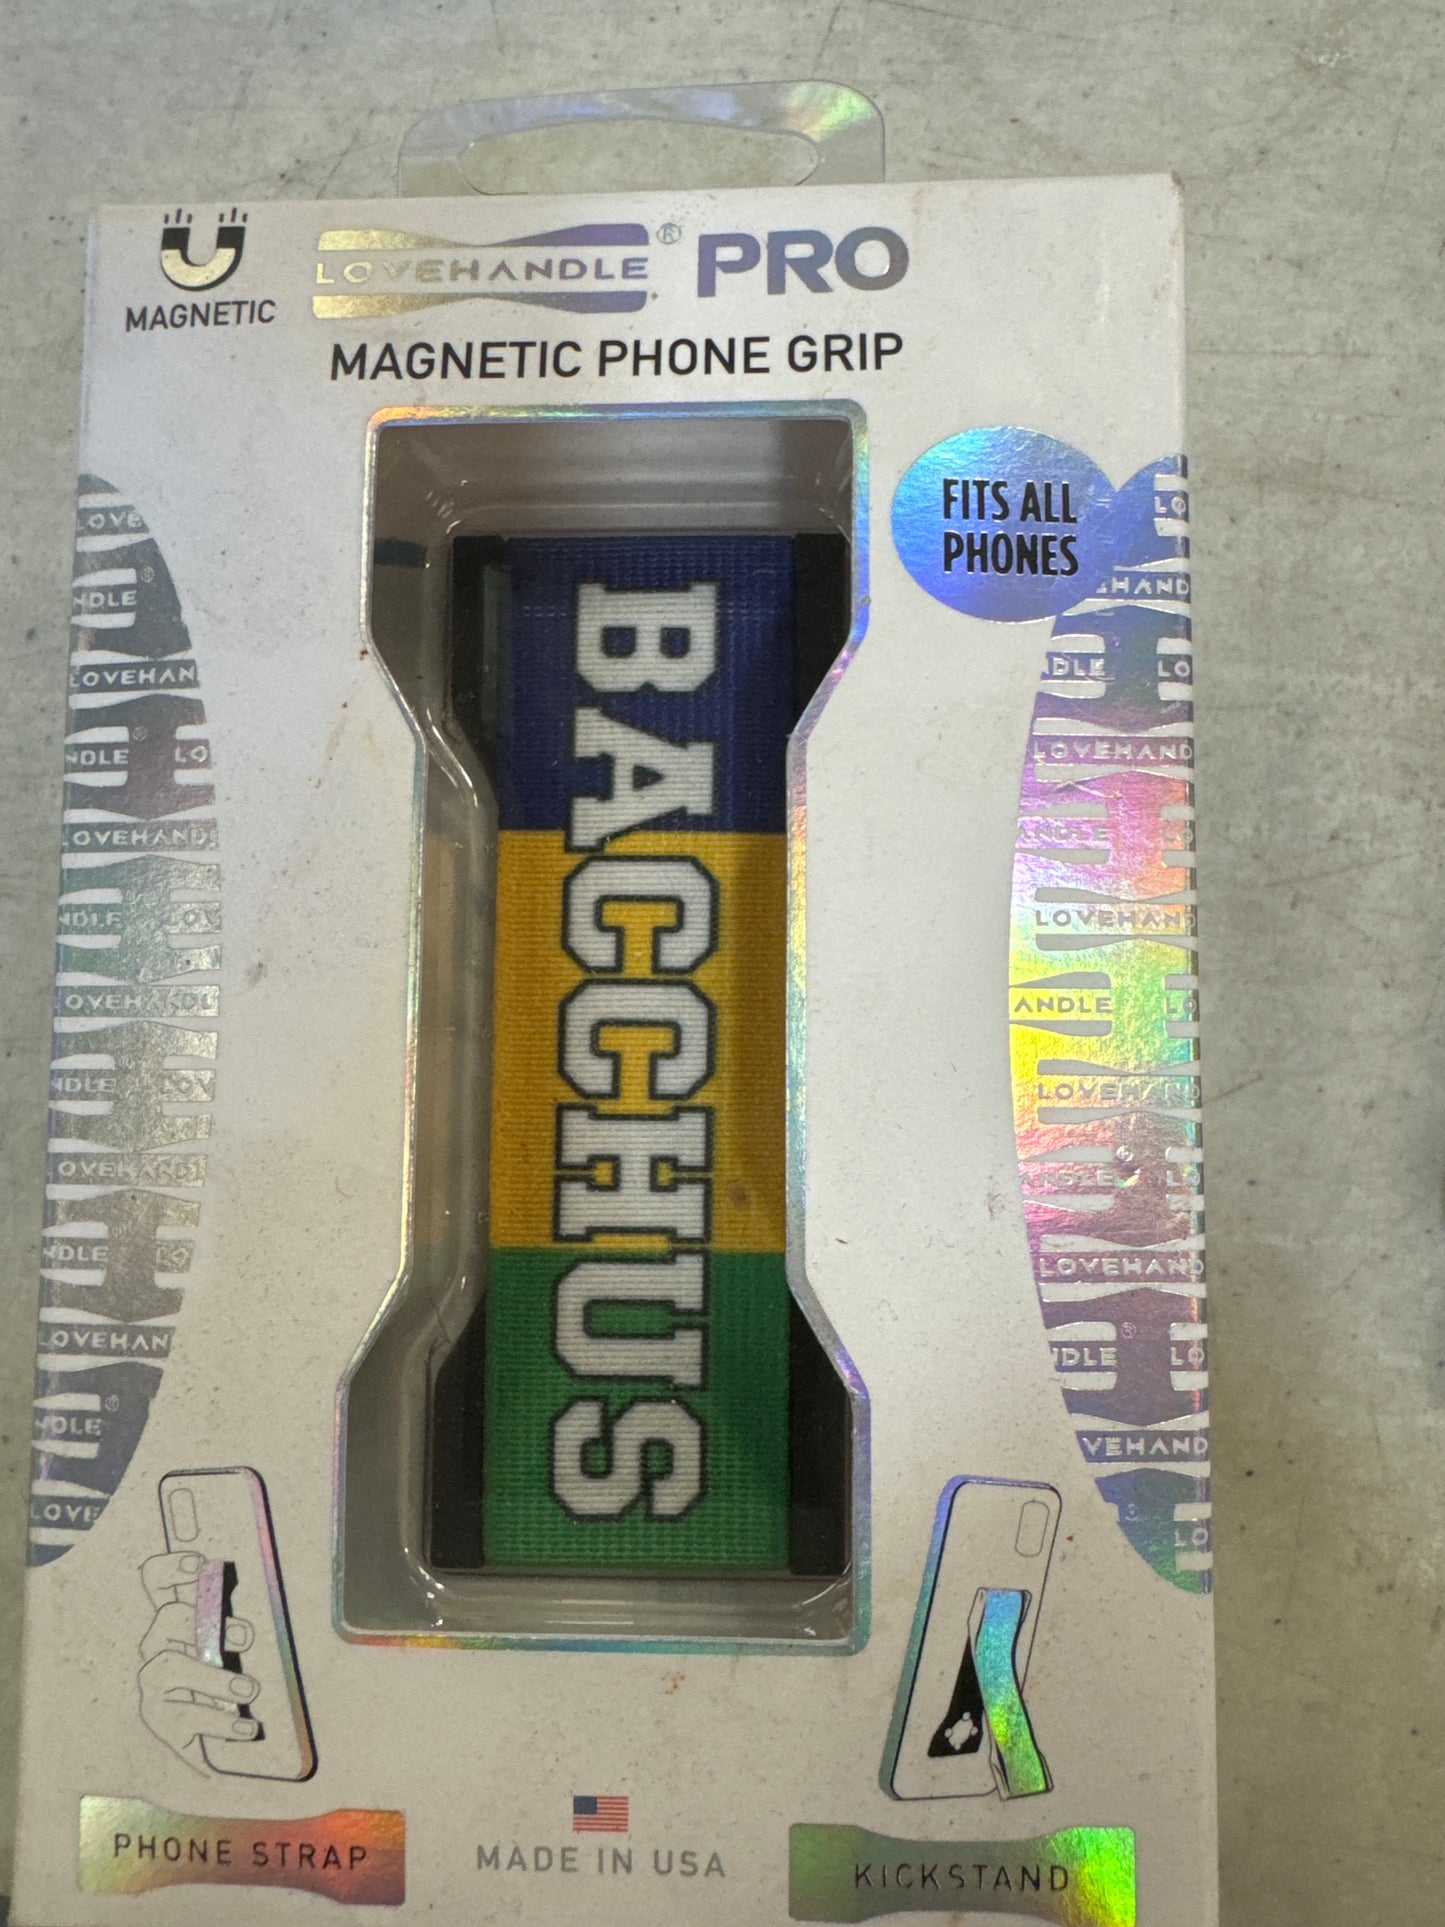 MAGNETIC
LOVEHANDLE® PRO
MAGNETIC PHONE GRIP
FITS ALL
PHONES
BACCHUS
PHONE STRAP
MADE IN USA
KICKSTAND